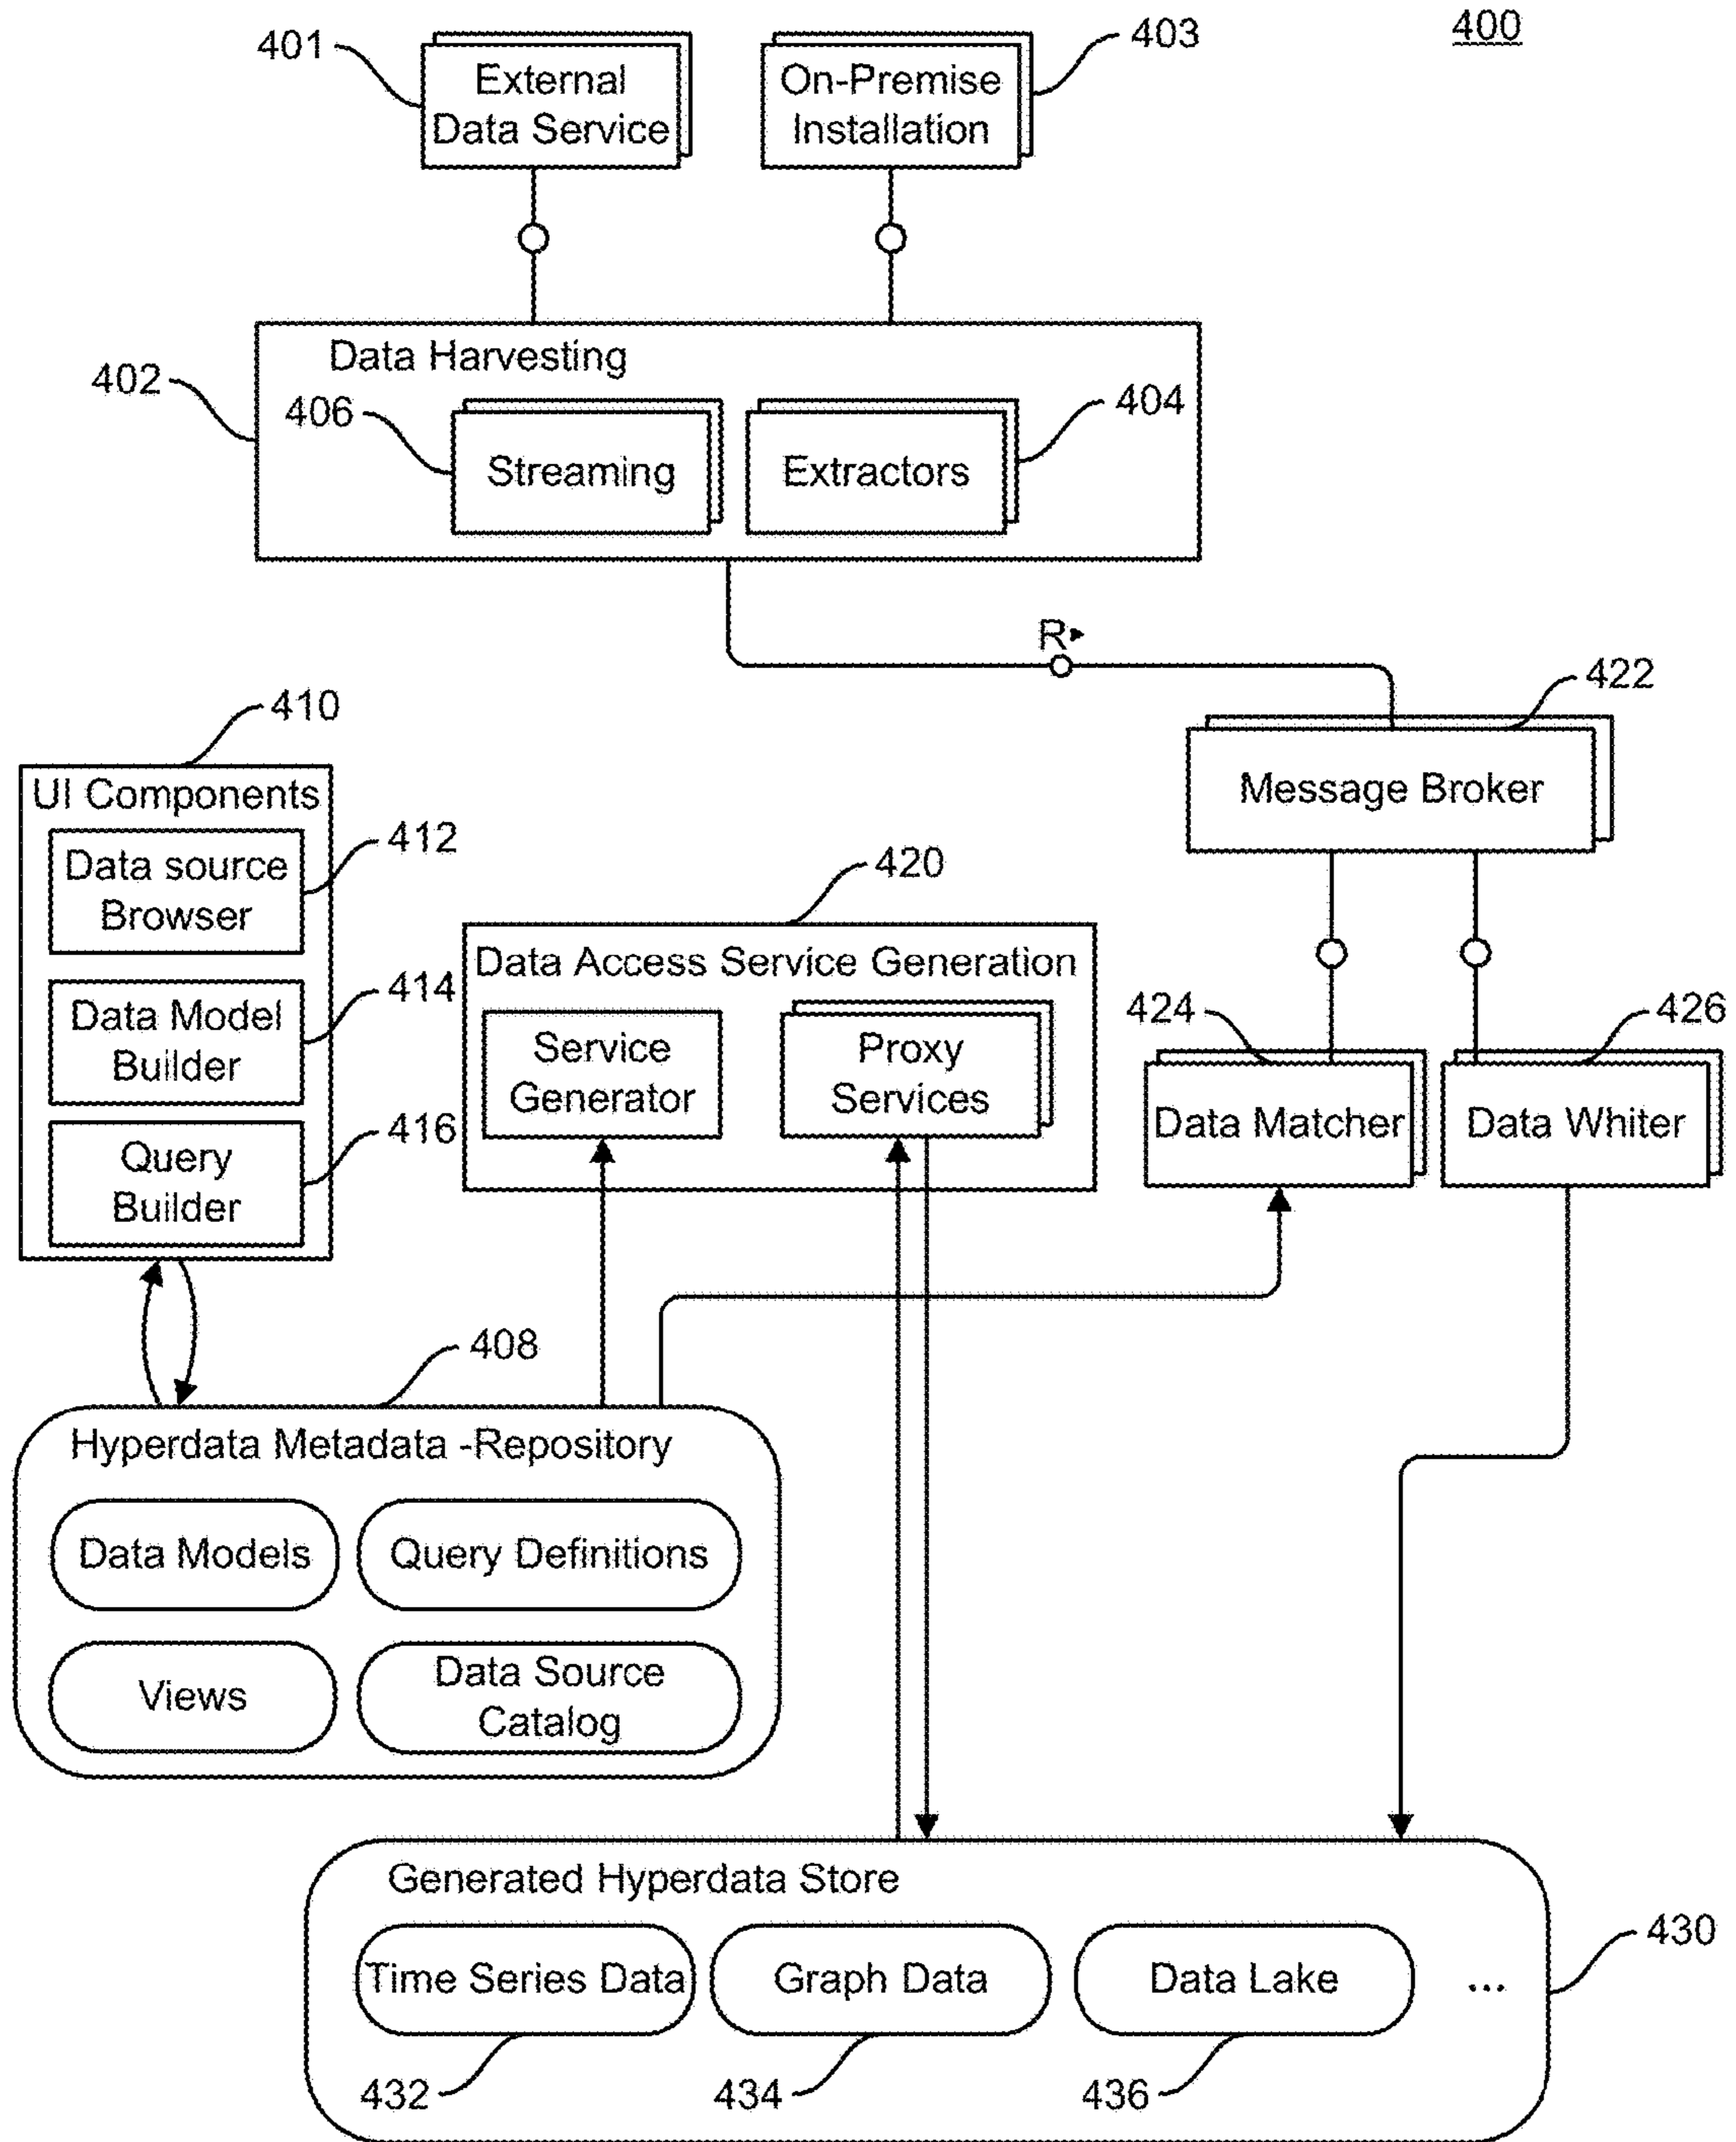 400
401
External
Data Service
On-Premise
Installation
403
402
Data Harvesting
406
Streaming
Extractors
404
R
422
Message Broker
410
UI Components
Data source
Browser
412
Data Model
Builder
414
Query
Builder
416
420
Data Access Service Generation
Service
Generator
Proxy
Services
424
Data Matcher
426
Data Whiter
408
Hyperdata Metadata -Repository
Data Models
Query Definitions
Views
Data Source
Catalog
Generated Hyperdata Store
430
Time Series Data
Graph Data
Data Lake
...
432
434
436